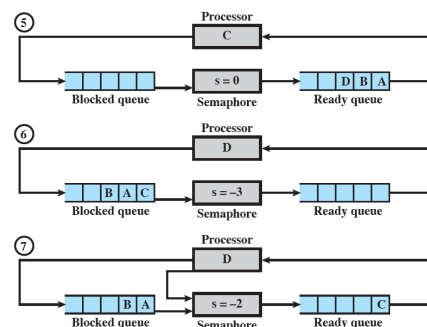 5
Processor
C
s = 0
D B A
Blocked queue
Semaphore
Ready queue
6
Processor
D
B A C
s = –3
Blocked queue
Semaphore
Ready queue
7
Processor
D
B A
s = –2
C
Blocked queue
Semaphore
Ready queue